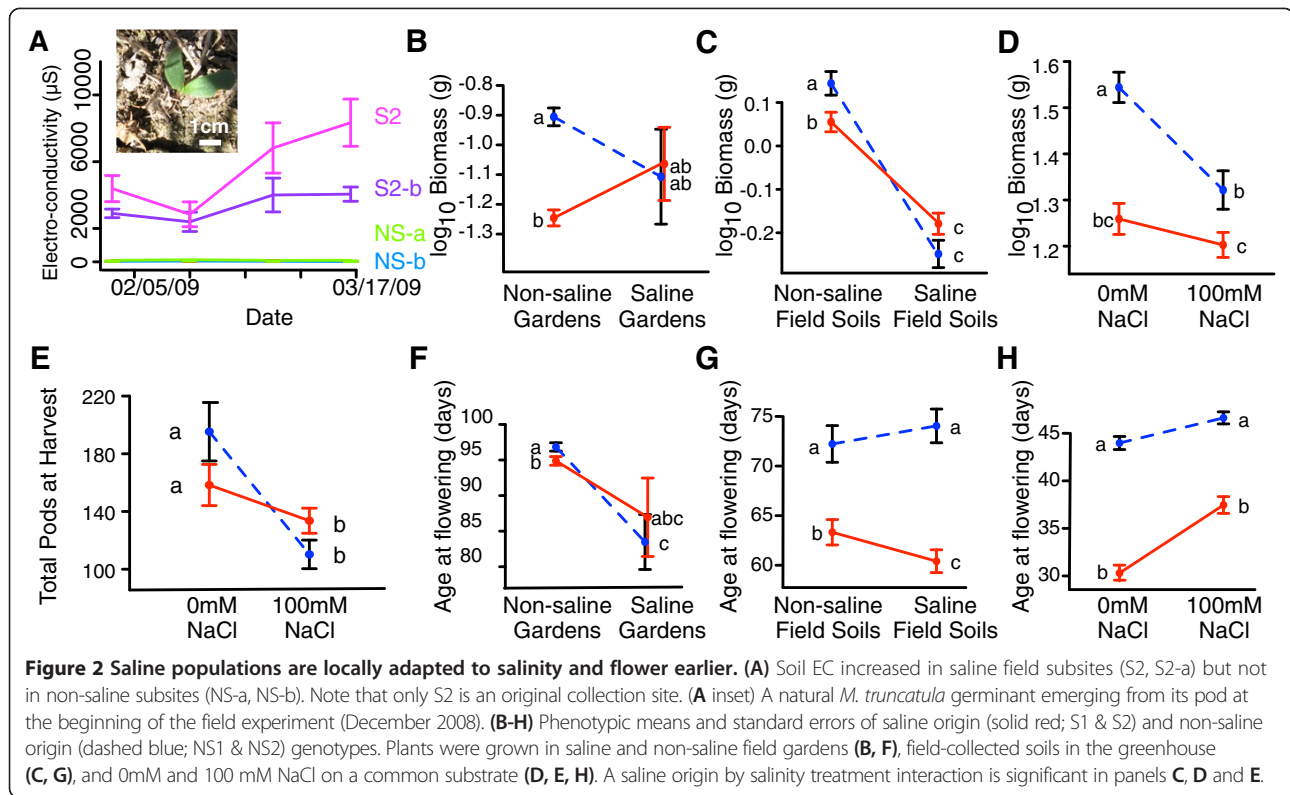 A
Electro-conductivity (µS)
10000
6000
2000
0
1cm
S2
S2-b
NS-a
NS-b
02/05/09
03/17/09
Date
B
log10 Biomass (g)
-0.8
-0.9
-1.0
-1.1
-1.2
-1.3
a
b
ab
ab
Non-saline
Gardens
Saline
Gardens
C
log10 Biomass (g)
0.1
0.0
-0.1
-0.2
a
b
c
c
Non-saline
Field Soils
Saline
Field Soils
D
log10 Biomass (g)
1.6
1.5
1.4
1.3
1.2
a
bc
b
c
0mM
NaCl
100mM
NaCl
E
Total Pods at Harvest
220
180
140
100
a
a
b
b
0mM
NaCl
100mM
NaCl
F
Age at flowering (days)
100
95
90
85
80
a
b
abc
c
Non-saline
Gardens
Saline
Gardens
G
Age at flowering (days)
75
70
65
60
a
b
a
c
Non-saline
Field Soils
Saline
Field Soils
H
Age at flowering (days)
45
40
35
30
a
b
a
b
0mM
NaCl
100mM
NaCl
Figure 2 Saline populations are locally adapted to salinity and flower earlier. (A) Soil EC increased in saline field subsites (S2, S2-a) but not
in non-saline subsites (NS-a, NS-b). Note that only S2 is an original collection site. (A inset) A natural M. truncatula germinant emerging from its pod at
the beginning of the field experiment (December 2008). (B-H) Phenotypic means and standard errors of saline origin (solid red; S1 & S2) and non-saline
origin (dashed blue; NS1 & NS2) genotypes. Plants were grown in saline and non-saline field gardens (B, F), field-collected soils in the greenhouse
(C, G), and 0mM and 100 mM NaCl on a common substrate (D, E, H). A saline origin by salinity treatment interaction is significant in panels C, D and E.